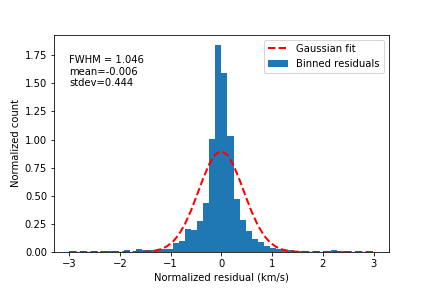 FWHM = 1.046
mean=-0.006
stdev=0.444
Gaussian fit
Binned residuals
Normalized count
1.75
1.50
1.25
1.00
0.75
0.50
0.25
0.00
−3 −2 −1 0 1 2 3
Normalized residual (km/s)